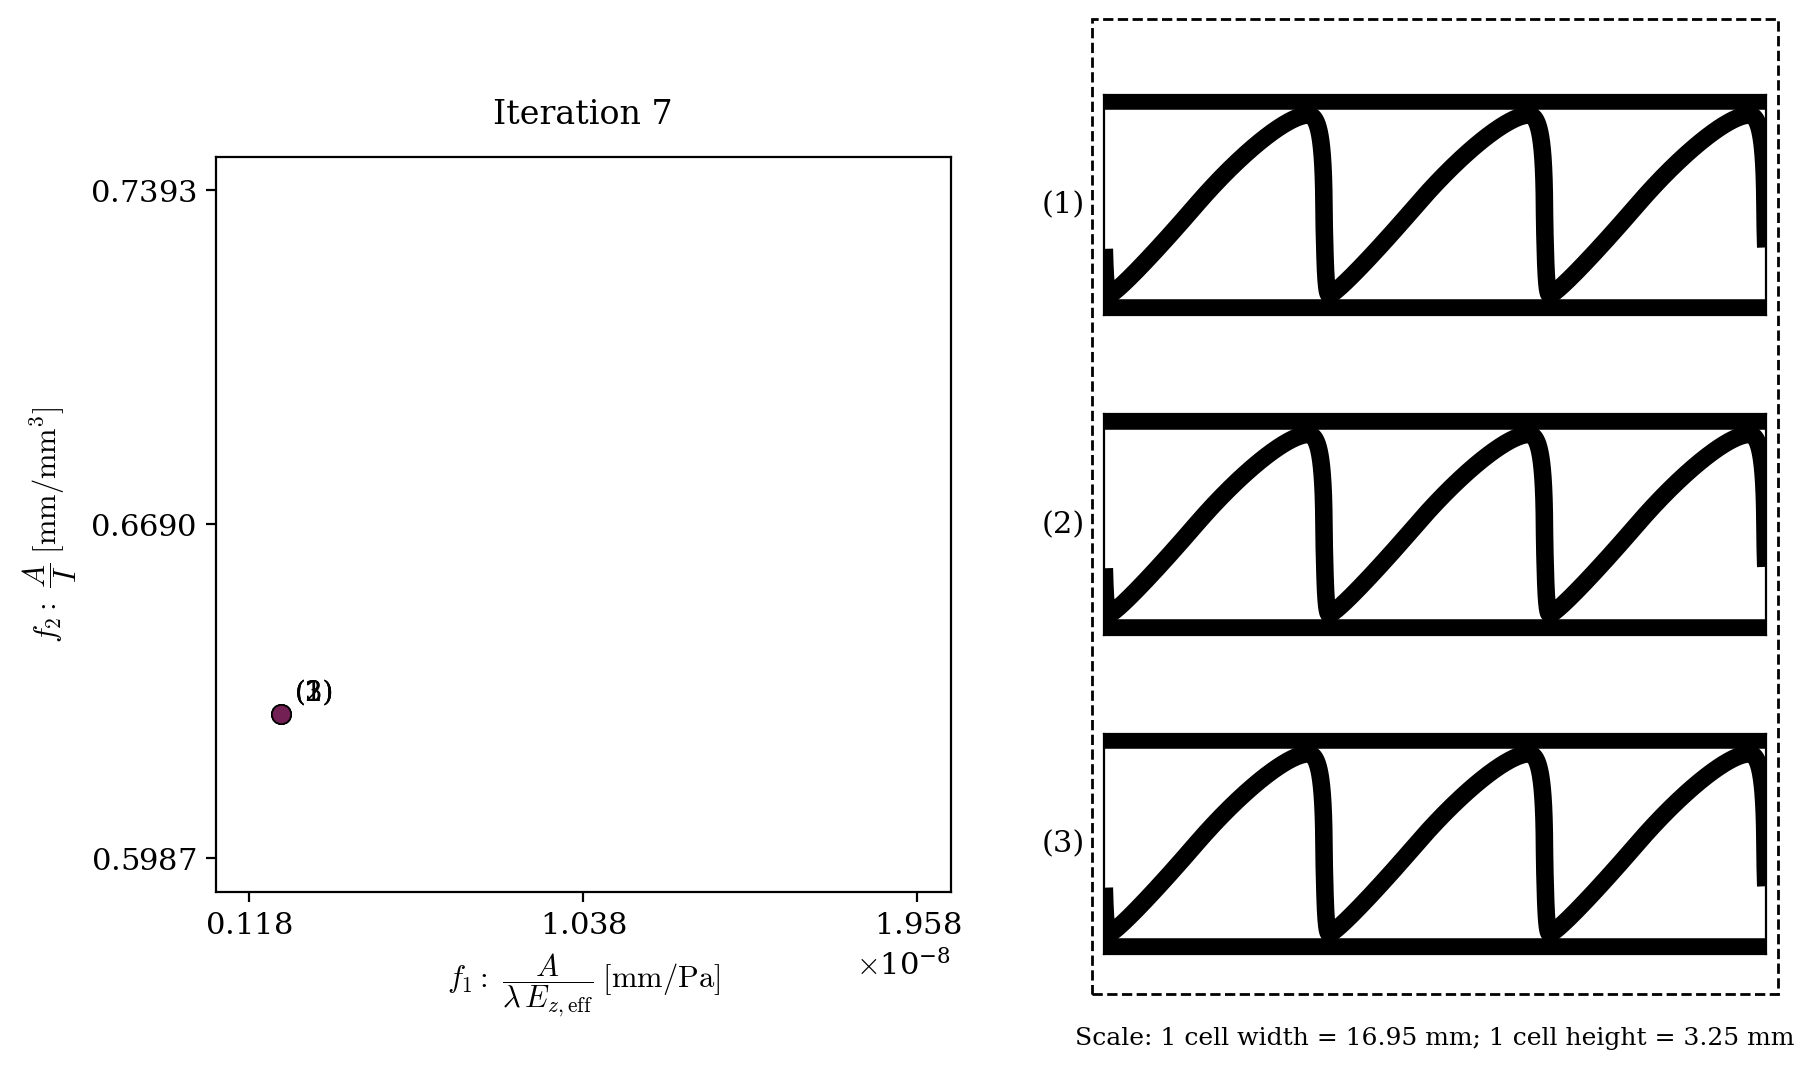 Iteration 7
0.7393
0.6690
0.5987
f₂ : A/I [mm/mm³]
0.118 1.038 1.958
×10⁻⁸
f₁ : A/(λ E_z, eff) [mm/Pa]
(1)
(2)
(3)
Scale: 1 cell width = 16.95 mm; 1 cell height = 3.25 mm